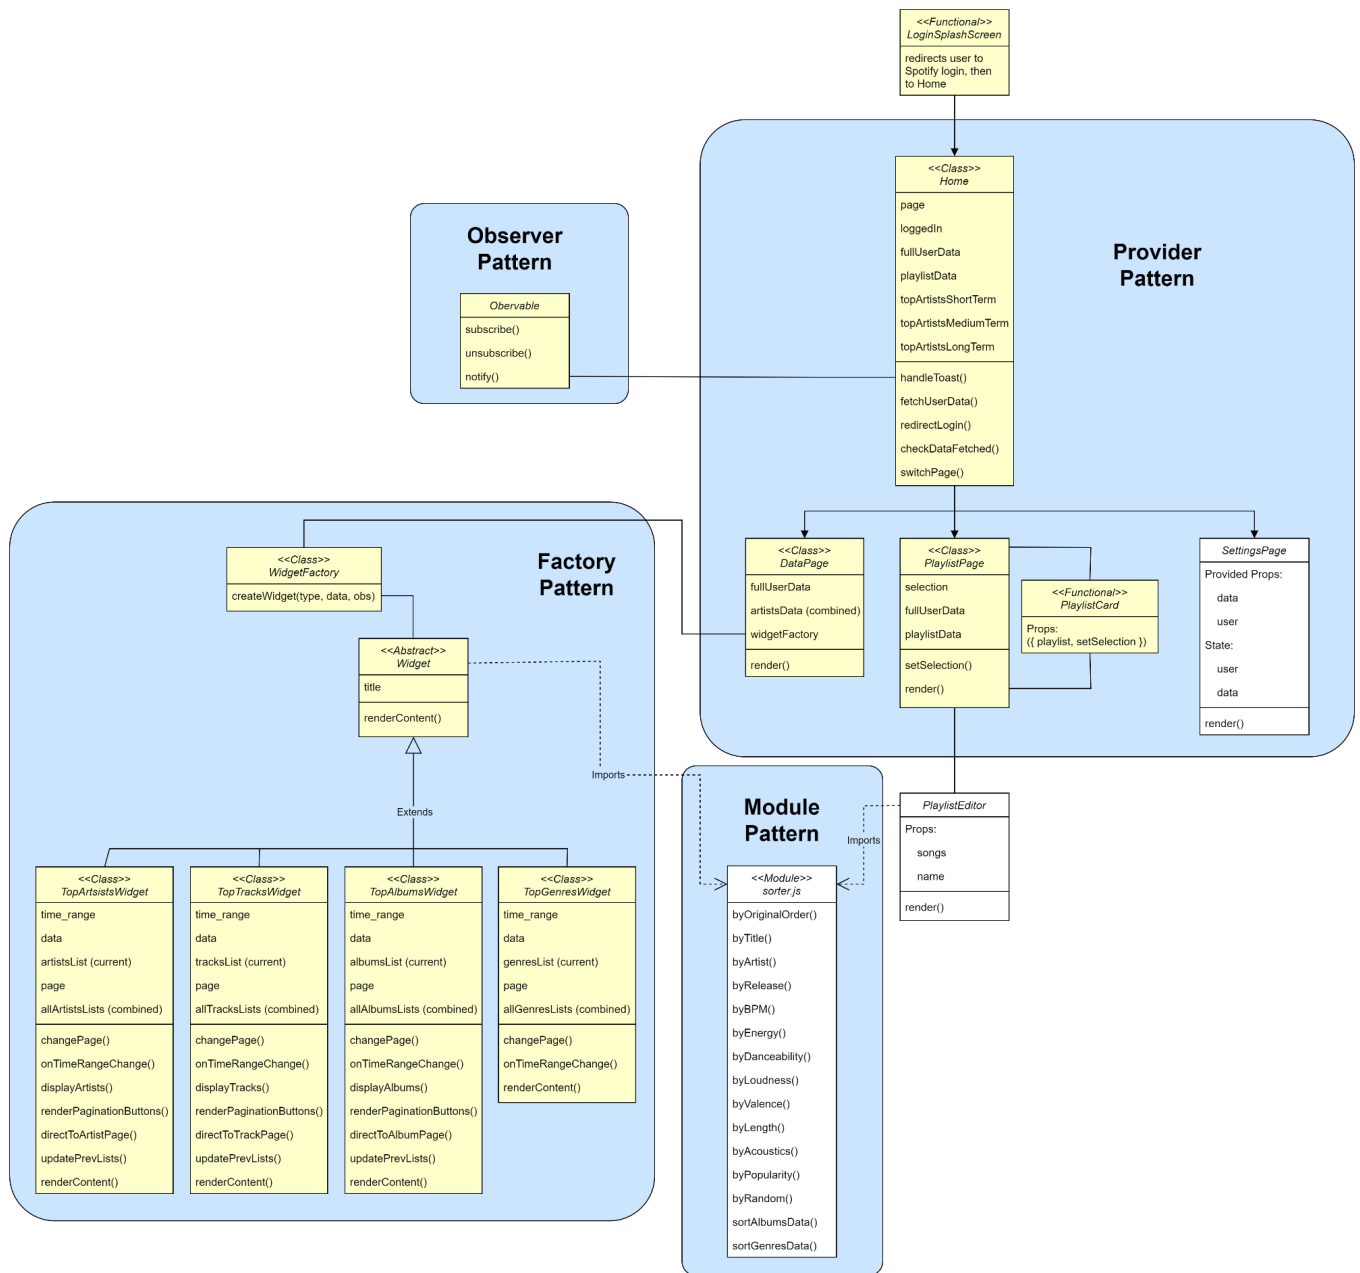 <<Functional>>
LoginSplashScreen
redirects user to
Spotify login, then
to Home
Provider
Pattern
<<Class>>
Home
page
loggedIn
fullUserData
playlistData
topArtistsShortTerm
topArtistsMediumTerm
topArtistsLongTerm
handleToast()
fetchUserData()
redirectLogin()
checkDataFetched()
switchPage()
Observer
Pattern
Obervable
subscribe()
unsubscribe()
notify()
<<Class>>
DataPage
fullUserData
artistsData (combined)
widgetFactory
render()
<<Class>>
PlaylistPage
selection
fullUserData
playlistData
setSelection()
render()
<<Functional>>
PlaylistCard
Props:
({ playlist, setSelection })
SettingsPage
Provided Props:
data
user
State:
user
data
render()
Factory
Pattern
<<Class>>
WidgetFactory
createWidget(type, data, obs)
<<Abstract>>
Widget
title
renderContent()
Imports
Extends
<<Class>>
TopArtsistsWidget
time_range
data
artistsList (current)
page
allArtistsLists (combined)
changePage()
onTimeRangeChange()
displayArtists()
renderPaginationButtons()
directToArtistPage()
updatePrevLists()
renderContent()
<<Class>>
TopTracksWidget
time_range
data
tracksList (current)
page
allTracksLists (combined)
changePage()
onTimeRangeChange()
displayTracks()
renderPaginationButtons()
directToTrackPage()
updatePrevLists()
renderContent()
<<Class>>
TopAlbumsWidget
time_range
data
albumsList (current)
page
allAlbumsLists (combined)
changePage()
onTimeRangeChange()
displayAlbums()
renderPaginationButtons()
directToAlbumPage()
updatePrevLists()
renderContent()
<<Class>>
TopGenresWidget
time_range
data
genresList (current)
page
allGenresLists (combined)
changePage()
onTimeRangeChange()
renderContent()
Module
Pattern
Imports
<<Module>>
sorter.js
byOriginalOrder()
byTitle()
byArtist()
byRelease()
byBPM()
byEnergy()
byDanceability()
byLoudness()
byValence()
byLength()
byAcoustics()
byPopularity()
byRandom()
sortAlbumsData()
sortGenresData()
PlaylistEditor
Props:
songs
name
render()